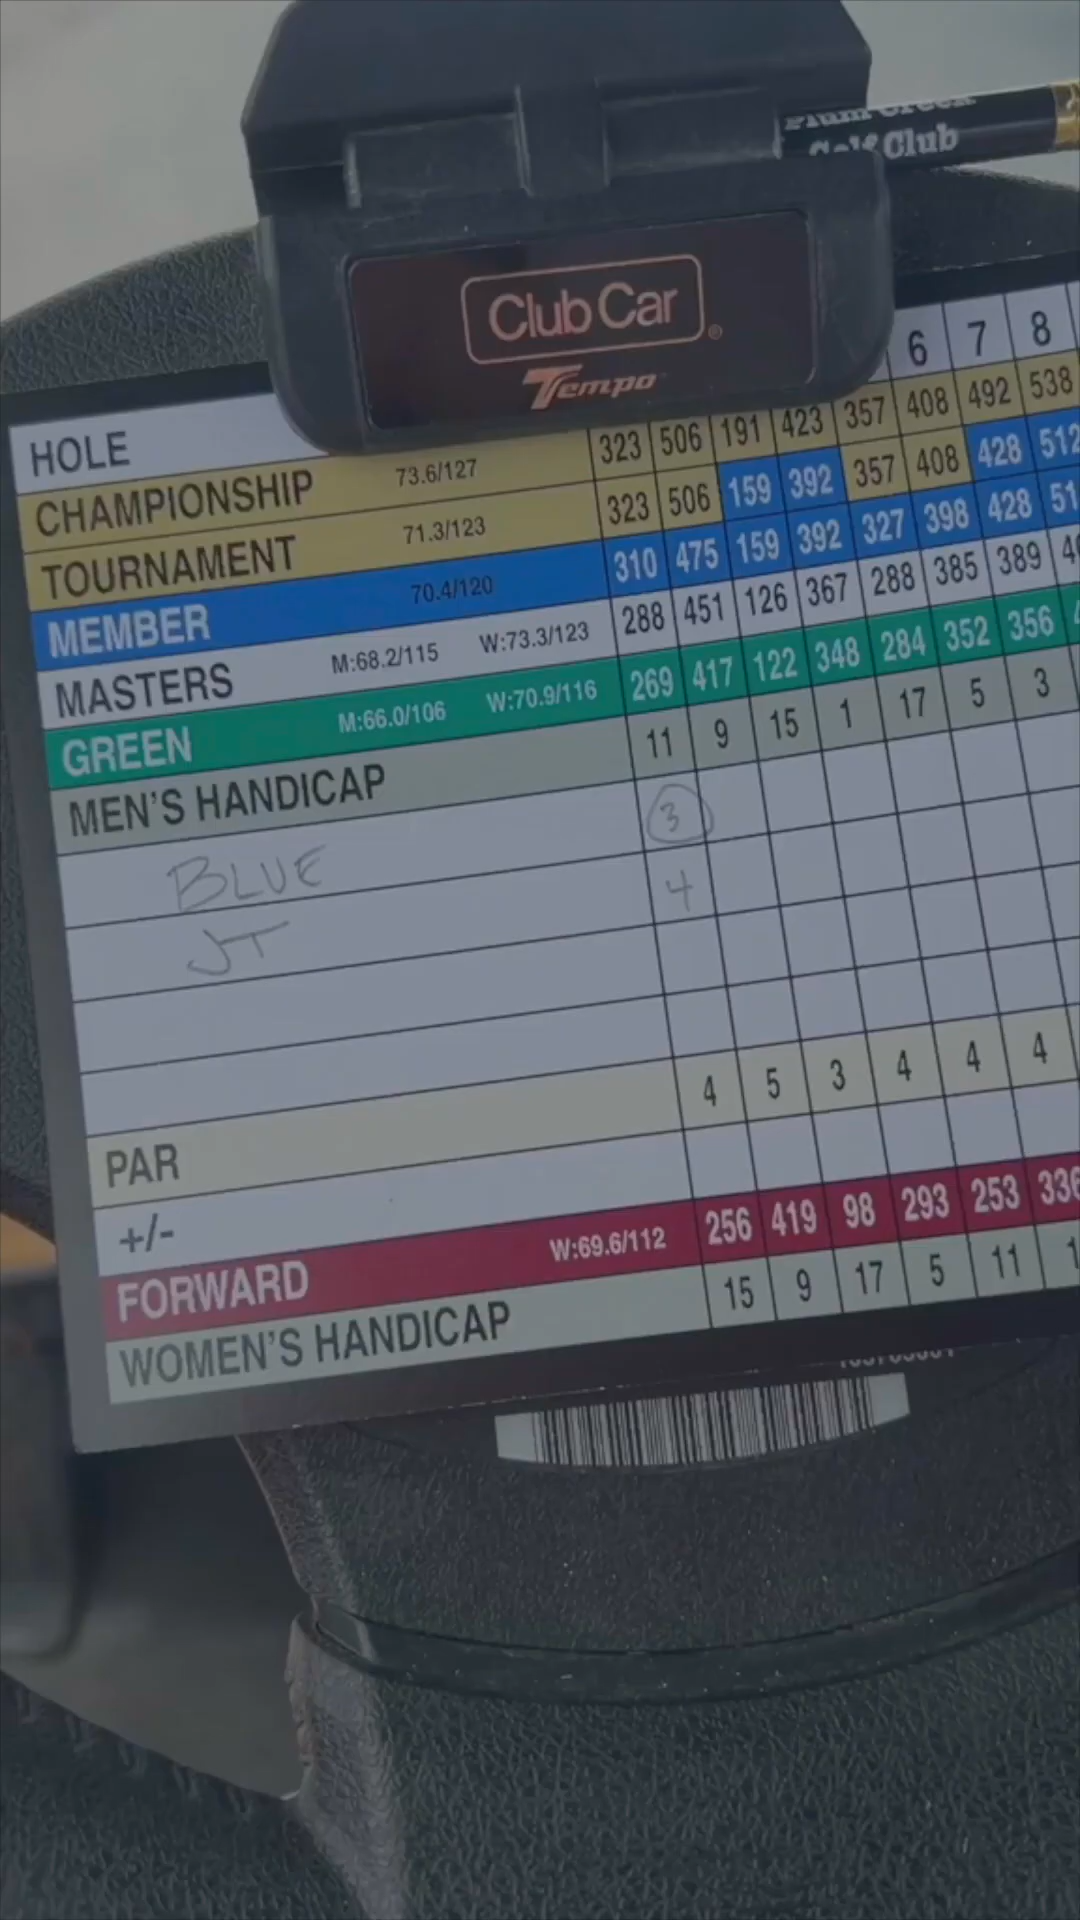 Plum Creek
Golf Club
Club Car®
Tempo
HOLE 6 7 8
CHAMPIONSHIP 73.6/127 323 506 191 423 357 408 492 538
TOURNAMENT 71.3/123 323 506 159 392 357 408 428 512
MEMBER 70.4/120 310 475 159 392 327 398 428 51
MASTERS M:68.2/115 W:73.3/123 288 451 126 367 288 385 389
GREEN M:66.0/106 W:70.9/116 269 417 122 348 284 352 356
MEN'S HANDICAP 11 9 15 1 17 5 3
BLUE 3
JT 4
PAR 4 5 3 4 4 4
+/-
FORWARD W:69.6/112 256 419 98 293 253 336
WOMEN'S HANDICAP 15 9 17 5 11 1